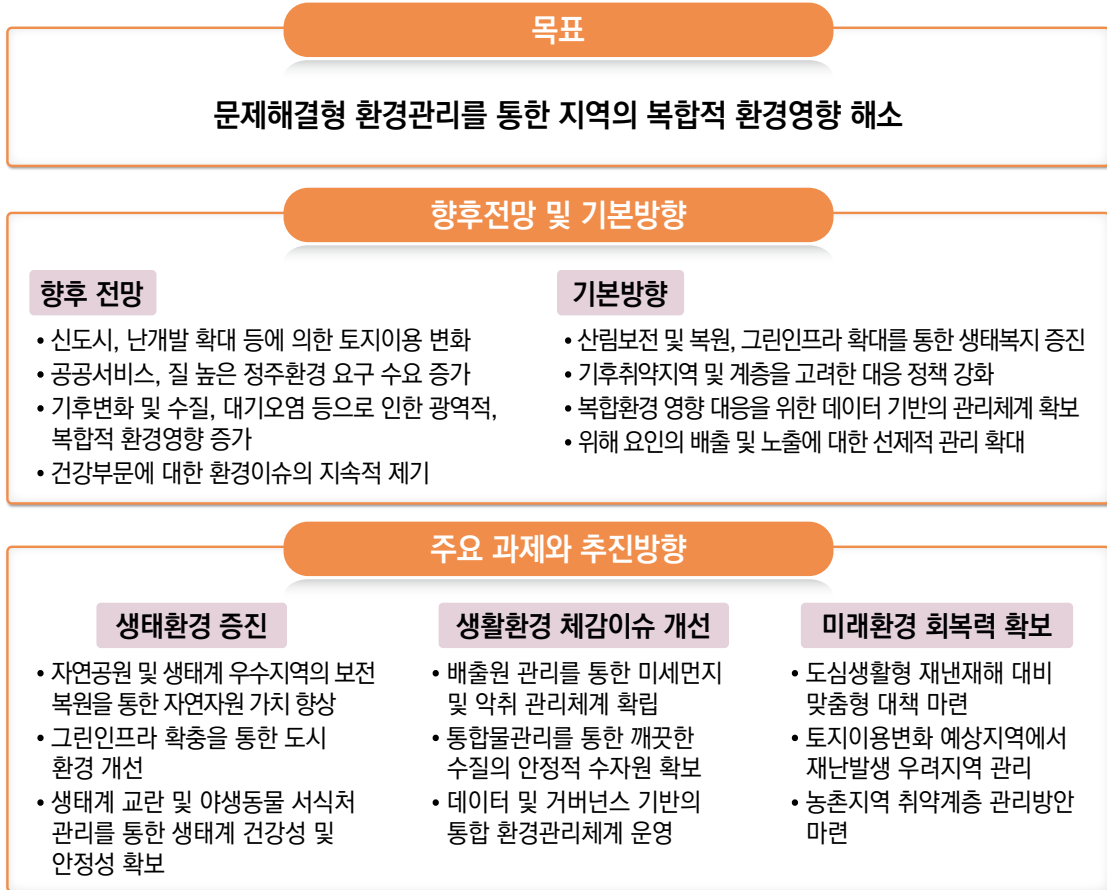 목표
문제해결형 환경관리를 통한 지역의 복합적 환경영향 해소
향후전망 및 기본방향
향후 전망
• 신도시, 난개발 확대 등에 의한 토지이용 변화
• 공공서비스, 질 높은 정주환경 요구 수요 증가
• 기후변화 및 수질, 대기오염 등으로 인한 광역적,
복합적 환경영향 증가
• 건강부문에 대한 환경이슈의 지속적 제기
기본방향
• 산림보전 및 복원, 그린인프라 확대를 통한 생태복지 증진
• 기후취약지역 및 계층을 고려한 대응 정책 강화
• 복합환경 영향 대응을 위한 데이터 기반의 관리체계 확보
• 위해 요인의 배출 및 노출에 대한 선제적 관리 확대
주요 과제와 추진방향
생태환경 증진
• 자연공원 및 생태계 우수지역의 보전
복원을 통한 자연자원 가치 향상
• 그린인프라 확충을 통한 도시
환경 개선
• 생태계 교란 및 야생동물 서식처
관리를 통한 생태계 건강성 및
안정성 확보
생활환경 체감이슈 개선
• 배출원 관리를 통한 미세먼지
및 악취 관리체계 확립
• 통합물관리를 통한 깨끗한
수질의 안정적 수자원 확보
• 데이터 및 거버넌스 기반의
통합 환경관리체계 운영
미래환경 회복력 확보
• 도심생활형 재낸재해 대비
맞춤형 대책 마련
• 토지이용변화 예상지역에서
재난발생 우려지역 관리
• 농촌지역 취약계층 관리방안
마련